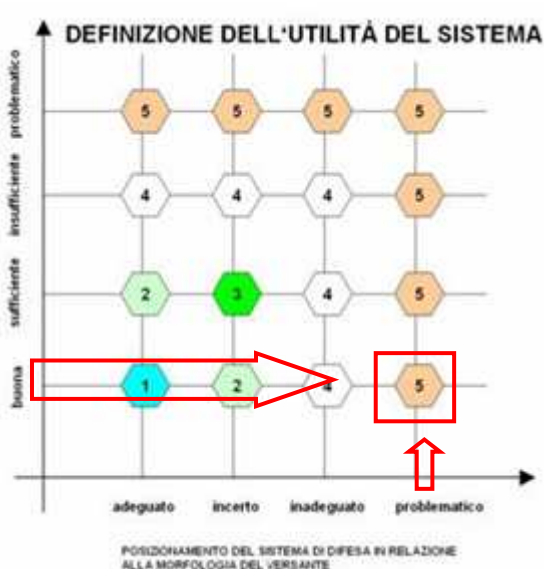 DEFINIZIONE DELL'UTILITÀ DEL SISTEMA
problematico
5 5 5 5
insufficiente
4 4 4 5
sufficiente
2 3 4 5
buona
1 2 4 5
adeguato incerto inadeguato problematico
POSIZIONAMENTO DEL SISTEMA DI DIFESA IN RELAZIONE
ALLA MORFOLOGIA DEL VERSANTE